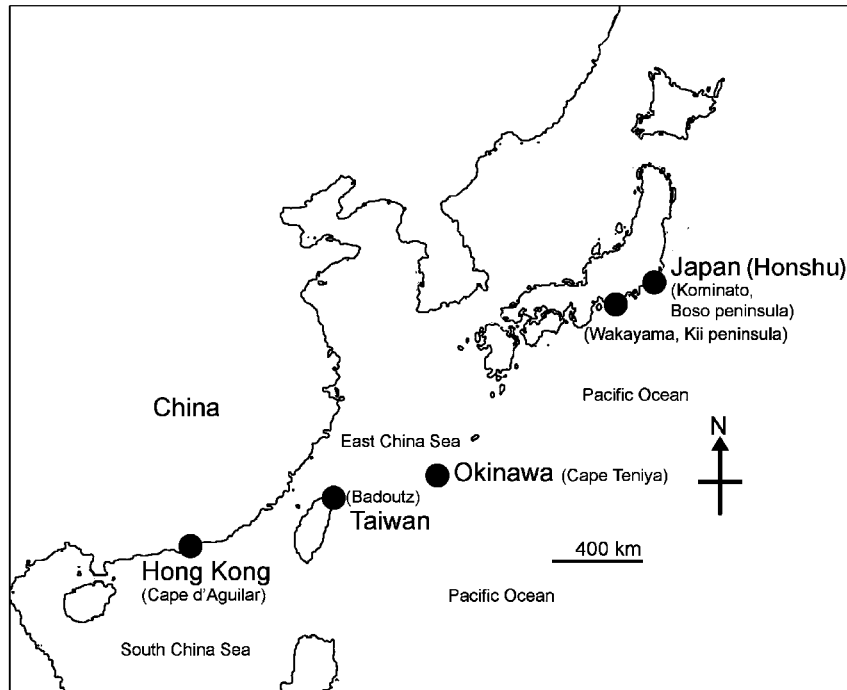 Japan (Honshu)
(Kominato,
Boso peninsula)
(Wakayama, Kii peninsula)
Pacific Ocean
China
N
East China Sea
Okinawa (Cape Teniya)
(Badoutz)
Taiwan
400 km
Hong Kong
(Cape d'Aguilar)
Pacific Ocean
South China Sea